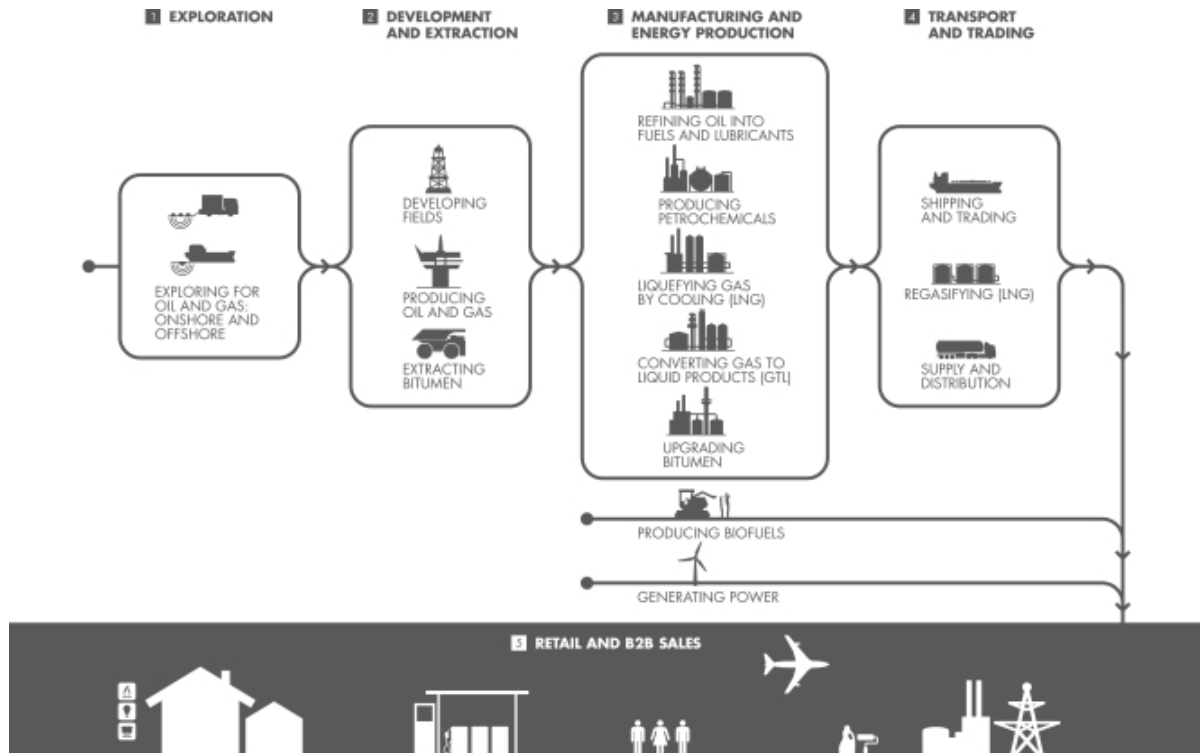 1 EXPLORATION
2 DEVELOPMENT
AND EXTRACTION
3 MANUFACTURING AND
ENERGY PRODUCTION
4 TRANSPORT
AND TRADING
EXPLORING FOR
OIL AND GAS:
ONSHORE AND
OFFSHORE
DEVELOPING
FIELDS
PRODUCING
OIL AND GAS
EXTRACTING
BITUMEN
REFINING OIL INTO
FUELS AND LUBRICANTS
PRODUCING
PETROCHEMICALS
LIQUEFYING GAS
BY COOLING (LNG)
CONVERTING GAS TO
LIQUID PRODUCTS (GTL)
UPGRADING
BITUMEN
SHIPPING
AND TRADING
REGASIFYING (LNG)
SUPPLY AND
DISTRIBUTION
PRODUCING BIOFUELS
GENERATING POWER
5 RETAIL AND B2B SALES